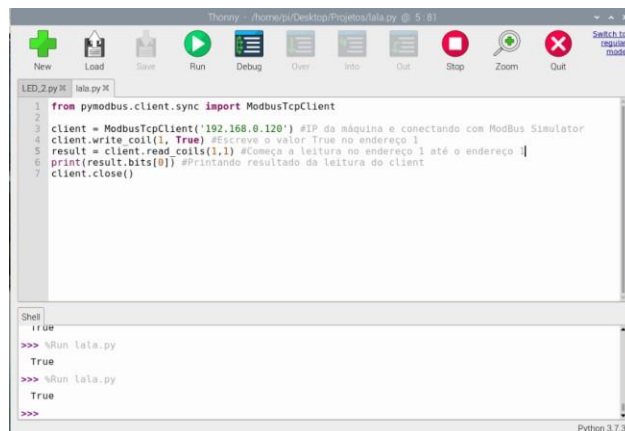 Thonny - /home/pi/Desktop/Projetos/lala.py @ 5:81
New Load Save Run Debug Over Into Out Stop Zoom Quit
Switch to
regular
mode
LED_2.py lala.py
1 from pymodbus.client.sync import ModbusTcpClient
2
3 client = ModbusTcpClient('192.168.0.120') #IP da máquina e conectando com ModBus Simulator
4 client.write_coil(1, True) #Escreve o valor True no endereço 1
5 result = client.read_coils(1,1) #Começa a leitura no endereço 1 até o endereço 1
6 print(result.bits[0]) #Printando resultado da leitura do client
7 client.close()
Shell
True
>>> %Run lala.py
True
>>> %Run lala.py
True
>>>
Python 3.7.3